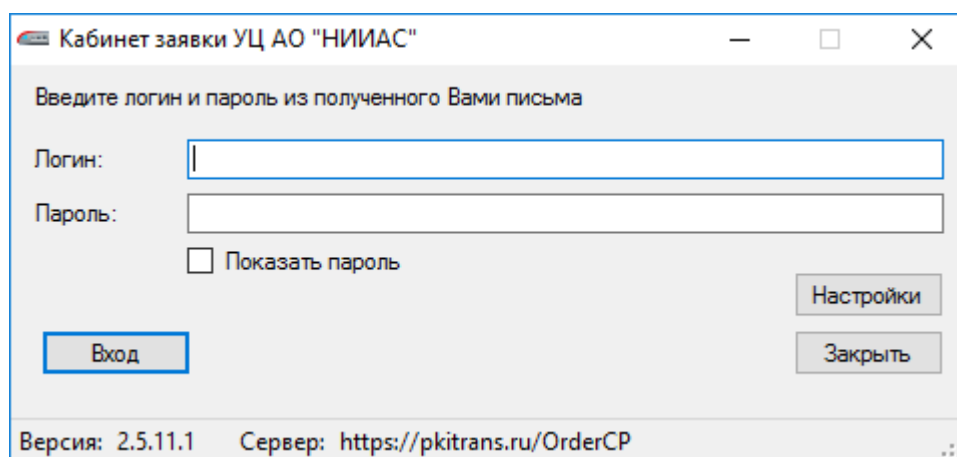 Кабинет заявки УЦ АО "НИИАС"
Введите логин и пароль из полученного Вами письма
Логин:
Пароль:
Показать пароль
Настройки
Вход
Закрыть
Версия: 2.5.11.1 Сервер: https://pkitrans.ru/OrderCP